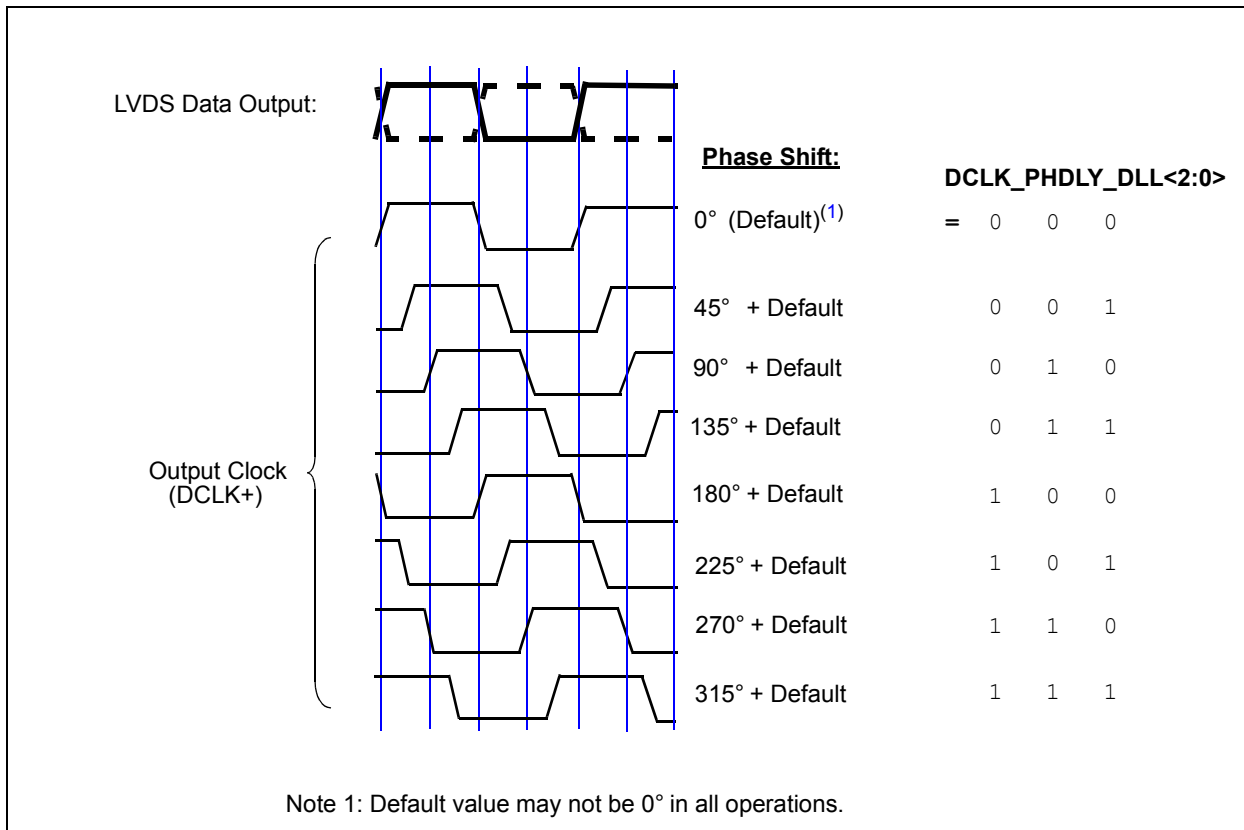 LVDS Data Output:
Phase Shift:
DCLK_PHDLY_DLL<2:0>
0° (Default)(1) = 0 0 0
45° + Default 0 0 1
90° + Default 0 1 0
135° + Default 0 1 1
Output Clock
(DCLK+)
180° + Default 1 0 0
225° + Default 1 0 1
270° + Default 1 1 0
315° + Default 1 1 1
Note 1: Default value may not be 0° in all operations.